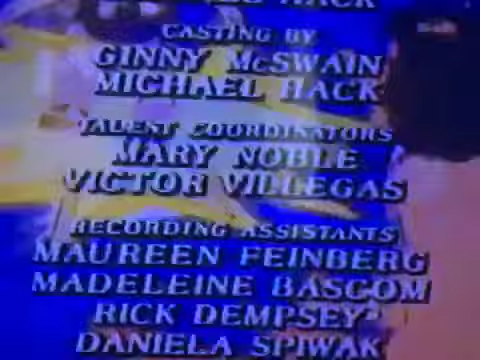 HACK
CASTING BY
GINNY McSWAIN
MICHAEL HACK
TALENT COORDINATORS
MARY NOBLE
VICTOR VILLEGAS
RECORDING ASSISTANTS
MAUREEN FEINBERG
MADELEINE BASCOM
RICK DEMPSEY
DANIELA SPIWAK